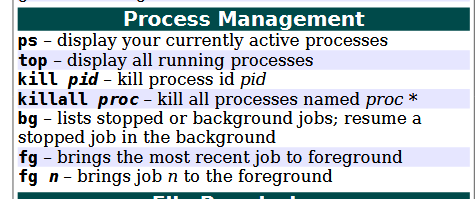 Process Management
ps – display your currently active processes
top – display all running processes
kill pid – kill process id pid
killall proc – kill all processes named proc *
bg – lists stopped or background jobs; resume a
stopped job in the background
fg – brings the most recent job to foreground
fg n – brings job n to the foreground